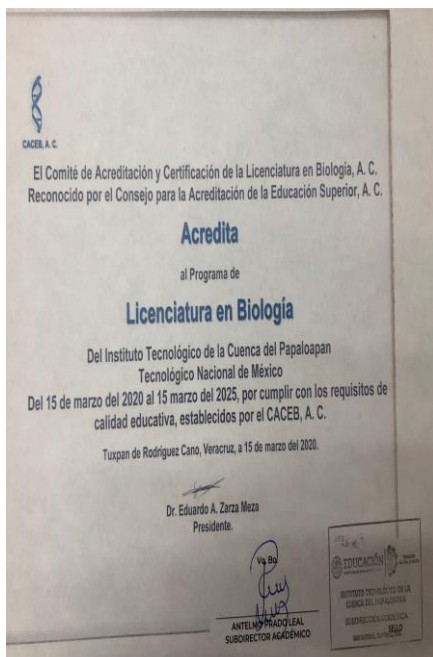 CACEB, A. C.
El Comité de Acreditación y Certificación de la Licenciatura en Biología, A. C.
Reconocido por el Consejo para la Acreditación de la Educación Superior, A. C.
Acredita
al Programa de
Licenciatura en Biología
Del Instituto Tecnológico de la Cuenca del Papaloapan
Tecnológico Nacional de México
Del 15 de marzo del 2020 al 15 marzo del 2025, por cumplir con los requisitos de
calidad educativa, establecidos por el CACEB, A. C.
Tuxpan de Rodríguez Cano, Veracruz, a 15 de marzo del 2020.
Dr. Eduardo A. Zarza Meza
Presidente.
Vo. Bo.
ANTELMO PRADO LEAL
SUBDIRECTOR ACADÉMICO
EDUCACIÓN
INSTITUTO TECNOLÓGICO DE LA
CUENCA DEL PAPALOAPAN
SUBDIRECCIÓN ACADÉMICA
SELLO